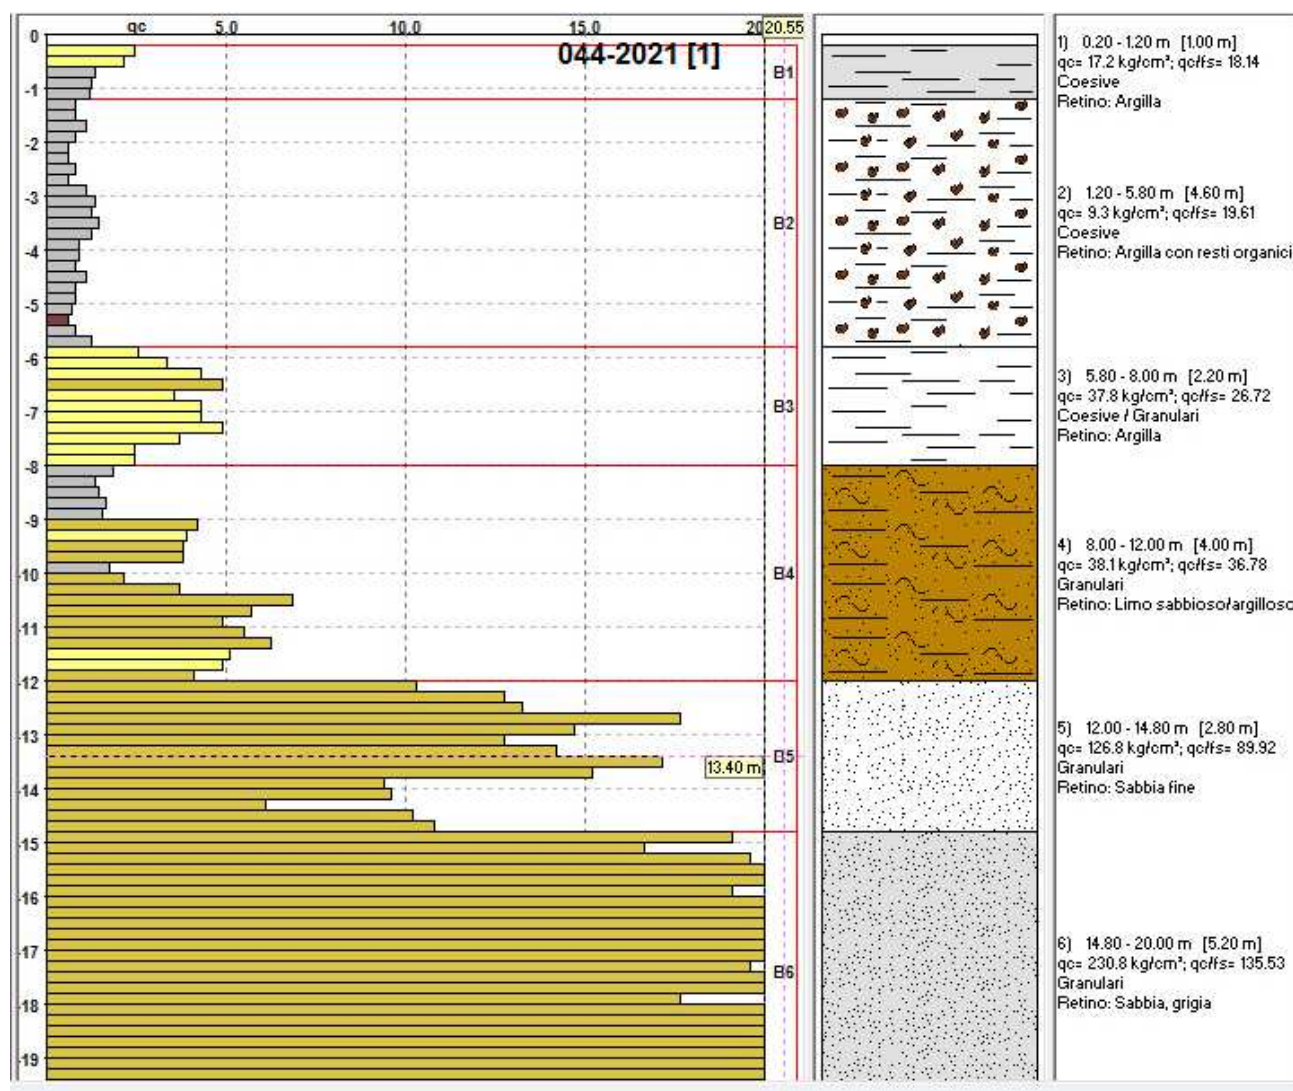 qc 5.0 10.0 15.0 20 20.55
044-2021 [1]
0
-1
-2
-3
-4
-5
-6
-7
-8
-9
-10
-11
-12
-13
-14
-15
-16
-17
-18
-19
B1
B2
B3
B4
B5
13.40 m
B6
1) 0.20 - 1.20 m [1.00 m]
qc= 17.2 kg/cm²; qc/fs= 18.14
Coesive
Retino: Argilla
2) 1.20 - 5.80 m [4.60 m]
qc= 9.3 kg/cm²; qc/fs= 19.61
Coesive
Retino: Argilla con resti organici
3) 5.80 - 8.00 m [2.20 m]
qc= 37.8 kg/cm²; qc/fs= 26.72
Coesive / Granulari
Retino: Argilla
4) 8.00 - 12.00 m [4.00 m]
qc= 38.1 kg/cm²; qc/fs= 36.78
Granulari
Retino: Limo sabbioso/argilloso
5) 12.00 - 14.80 m [2.80 m]
qc= 126.8 kg/cm²; qc/fs= 89.92
Granulari
Retino: Sabbia fine
6) 14.80 - 20.00 m [5.20 m]
qc= 230.8 kg/cm²; qc/fs= 135.53
Granulari
Retino: Sabbia, grigia